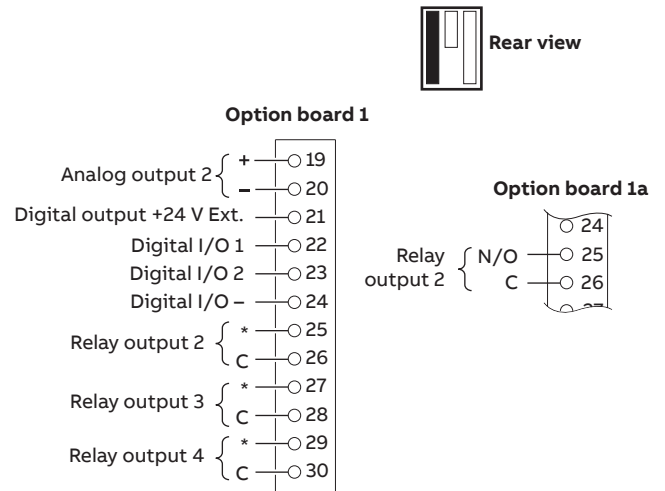 Rear view
Option board 1
Analog output 2
+ 19
– 20
Digital output +24 V Ext. 21
Digital I/O 1 22
Digital I/O 2 23
Digital I/O – 24
Relay output 2
* 25
C 26
Relay output 3
* 27
C 28
Relay output 4
* 29
C 30
Option board 1a
24
Relay
output 2
N/O 25
C 26